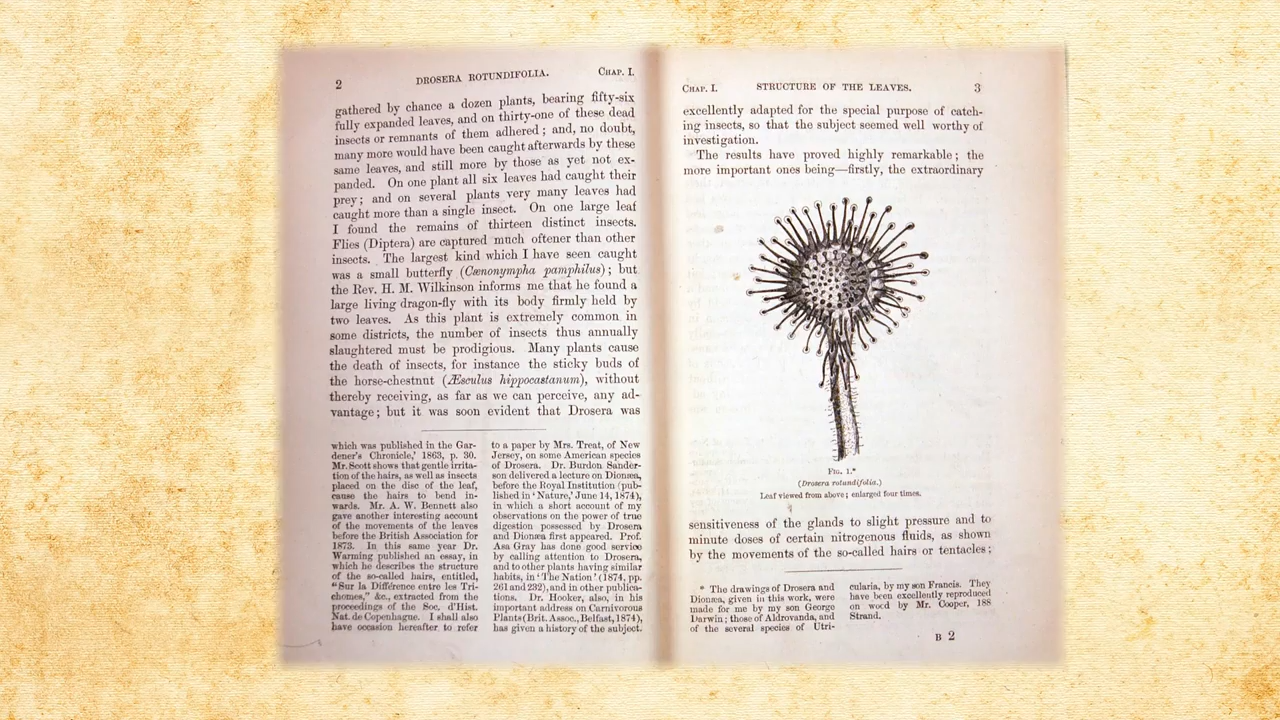 2
DROSERA ROTUNDIFOLIA.
CHAP. I.
gathered by chance a dozen plants, bearing fifty-six
fully expanded leaves, and on thirty-one of these dead
insects or remnants of them adhered; and, no doubt,
many more would have been caught afterwards by these
same leaves, and still more by those as yet not ex-
panded. On one plant all six leaves had caught their
prey; and on several plants very many leaves had
caught more than a single insect. On one large leaf
I found the remains of thirteen distinct insects.
Flies (Diptera) are captured much oftener than other
insects. The largest kind which I have seen caught
was a small butterfly (Cænonympha pamphilus); but
the Rev. H. M. Wilkinson informs me that he found a
large living dragon-fly with its body firmly held by
two leaves. As this plant is extremely common in
some districts, the number of insects thus annually
slaughtered must be prodigious. Many plants cause
the death of insects, for instance the sticky buds of
the horse-chestnut (Æsculus hippocastanum), without
thereby receiving, as far as we can perceive, any ad-
vantage; but it was soon evident that Drosera was
which was published in the Gar-
dener's Chronicle,' 1863, p. 30.
Mr. Scott shows that gentle irrita-
tion of the hairs, as well as insects
placed on the disc of the leaf,
cause the hairs to bend in-
wards. Mr. A. W. Bennett also
gave another interesting account
of the movements of the leaves
before the British Association for
1873. In this same year Dr.
Warming published an essay, in
which he describes the structure
of the so-called hairs, entitled,
"Sur la Différence entre les Tri-
chomes," &c., extracted from the
proceedings of the Soc. d'Hist.
Nat. de Copenhague. I shall also
have occasion hereafter to refer
to a paper by Mrs. Treat, of New
Jersey, on some American species
of Drosera. Dr. Burdon Sander-
son delivered a lecture on Dionæa,
before the Royal Institution (pub-
lished in 'Nature,' June 14, 1874),
in which a short account of my
observations on the power of true
digestion possessed by Drosera
and Dionæa first appeared. Prof.
Asa Gray has done good service
by calling attention to Drosera,
and to other plants having similar
habits, in 'The Nation' (1874, pp.
261 and 232), and in other publica-
tions. Dr. Hooker, also, in his
important address on Carnivorous
Plants (Brit. Assoc., Belfast, 1874),
has given a history of the subject.
CHAP. I.
STRUCTURE OF THE LEAVES.
3
excellently adapted for the special purpose of catch-
ing insects, so that the subject seemed well worthy of
investigation.
The results have proved highly remarkable; the
more important ones being—firstly, the extraordinary
FIG. 1.*
(Drosera rotundifolia.)
Leaf viewed from above; enlarged four times.
sensitiveness of the glands to slight pressure and to
minute doses of certain nitrogenous fluids, as shown
by the movements of the so-called hairs or tentacles;
* The drawings of Drosera and
Dionæa, given in this work, were
made for me by my son George
Darwin; those of Aldrovanda, and
of the several species of Utri-
cularia, by my son Francis. They
have been excellently reproduced
on wood by Mr. Cooper, 188
Strand.
B 2